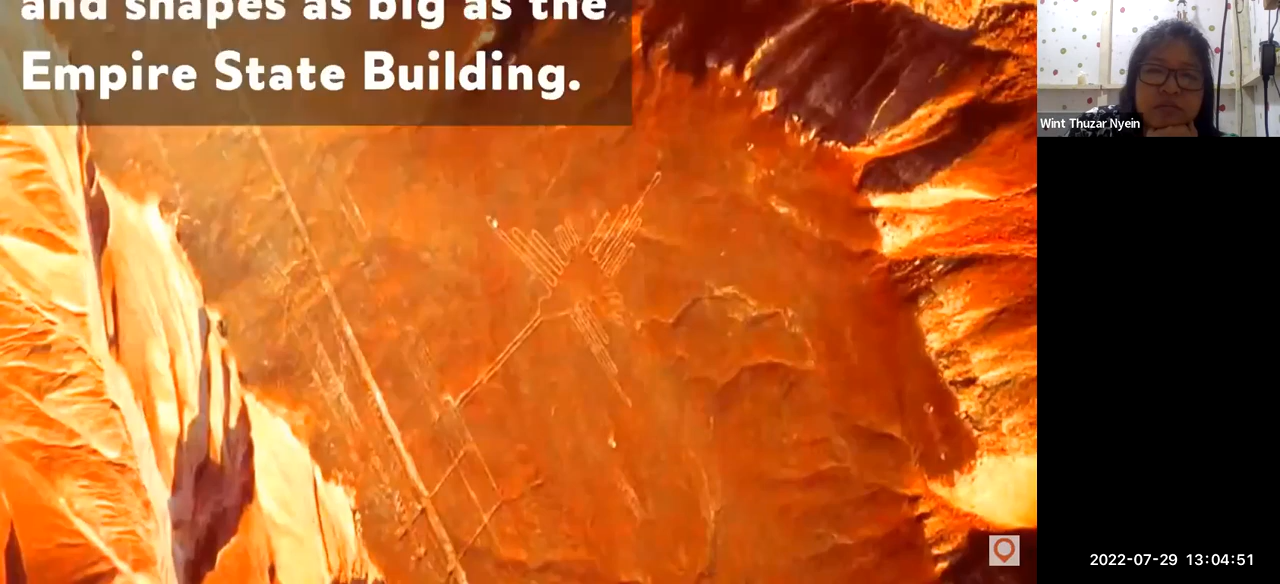 and shapes as big as the
Empire State Building.
Wint Thuzar Nyein
2022-07-29 13:04:51